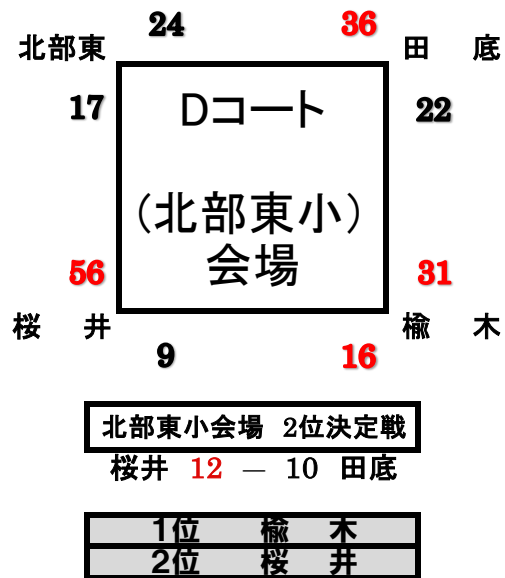 24 36
北部東 田 底
17 22
Dコート
(北部東小)
会場
56 31
桜 井 楡 木
9 16
北部東小会場 2位決定戦
桜井 12 — 10 田底
1位 楡 木
2位 桜 井